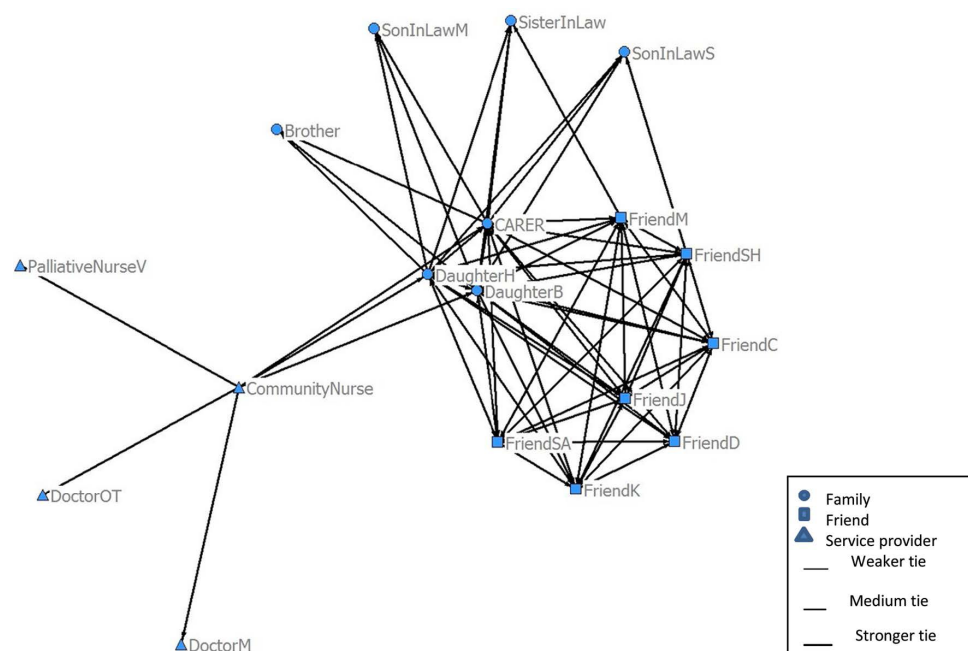 SonInLawM
SisterInLaw
SonInLawS
Brother
CARER
FriendM
FriendSH
PalliativeNurseV
DaughterH
DaughterB
FriendC
CommunityNurse
FriendJ
FriendSA
FriendD
FriendK
DoctorOT
DoctorM
Family
Friend
Service provider
Weaker tie
Medium tie
Stronger tie